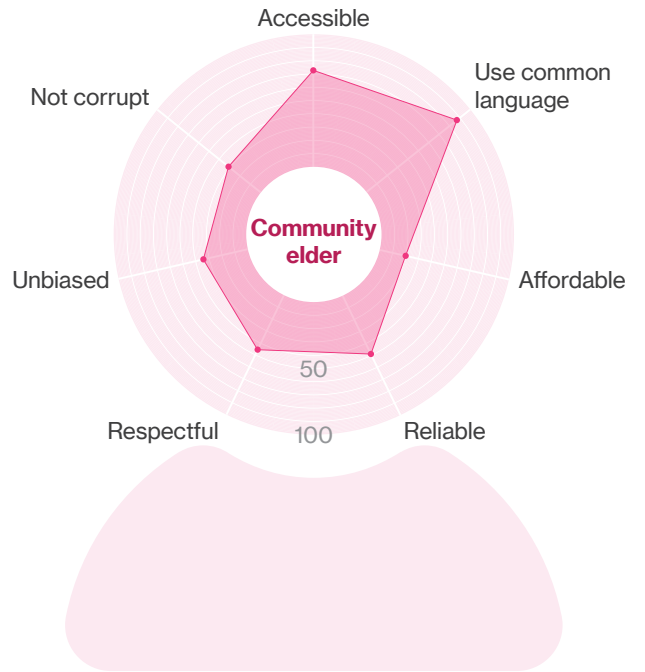 Accessible
Use common
language
Not corrupt
Community
elder
Unbiased
Affordable
50
Respectful
100
Reliable